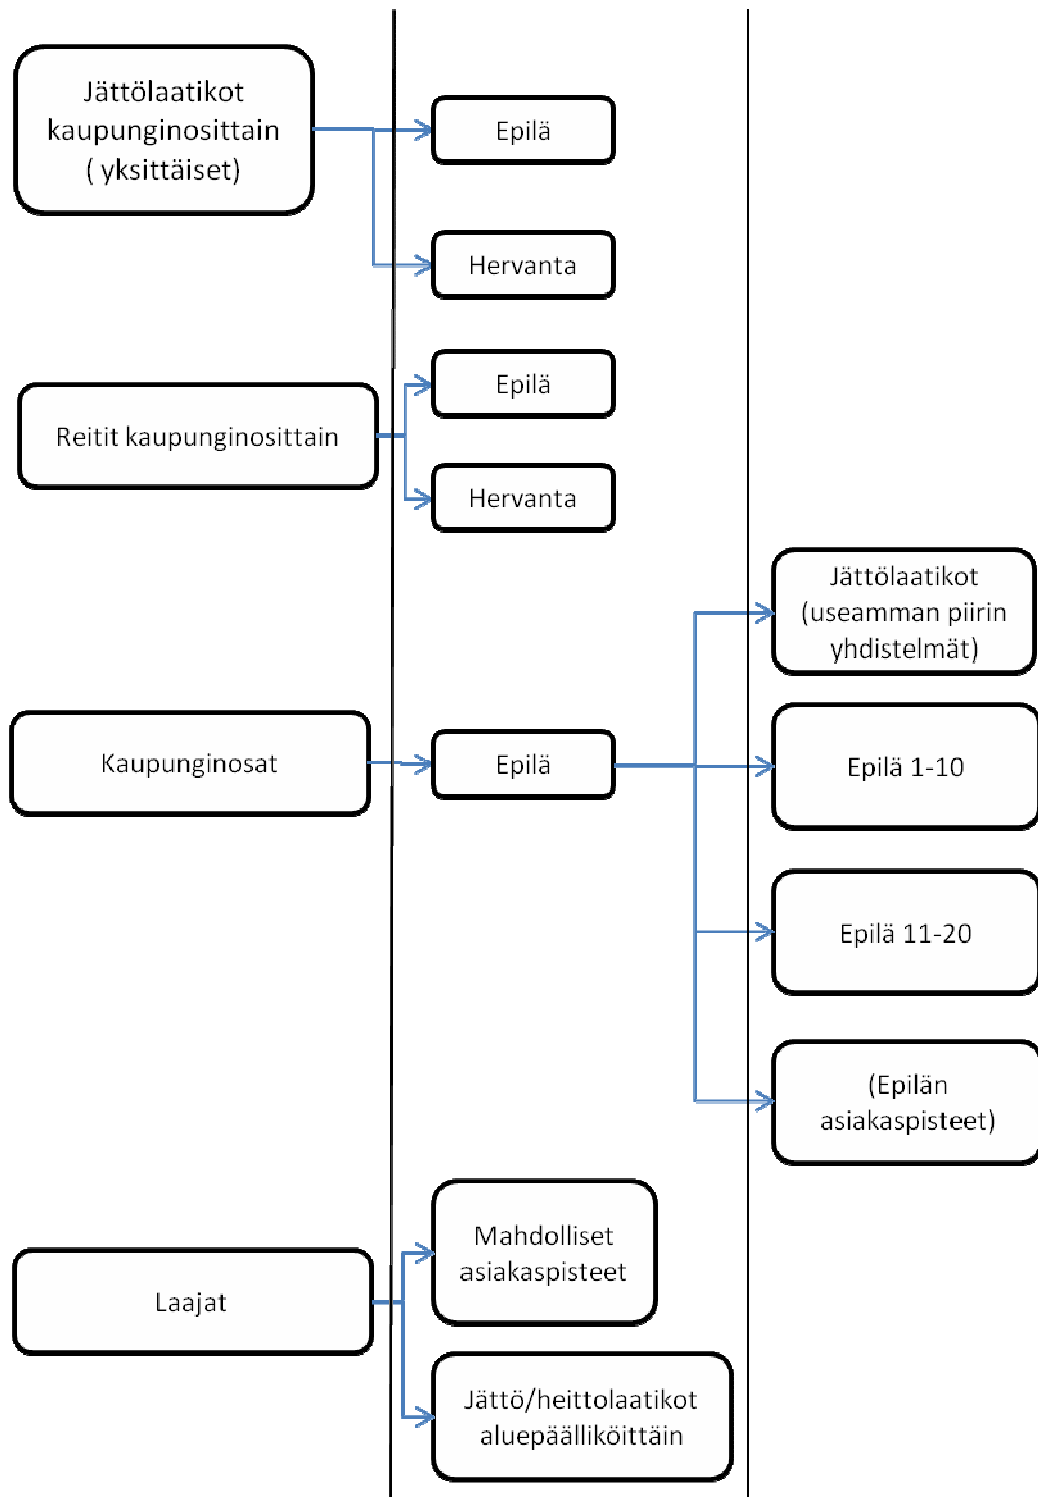 Jättölaatikot
kaupunginosittain
( yksittäiset)
Epilä
Hervanta
Reitit kaupunginosittain
Epilä
Hervanta
Kaupunginosat
Epilä
Jättölaatikot
(useamman piirin
yhdistelmät)
Epilä 1-10
Epilä 11-20
(Epilän
asiakaspisteet)
Laajat
Mahdolliset
asiakaspisteet
Jättö/heittolaatikot
aluepäälliköittäin